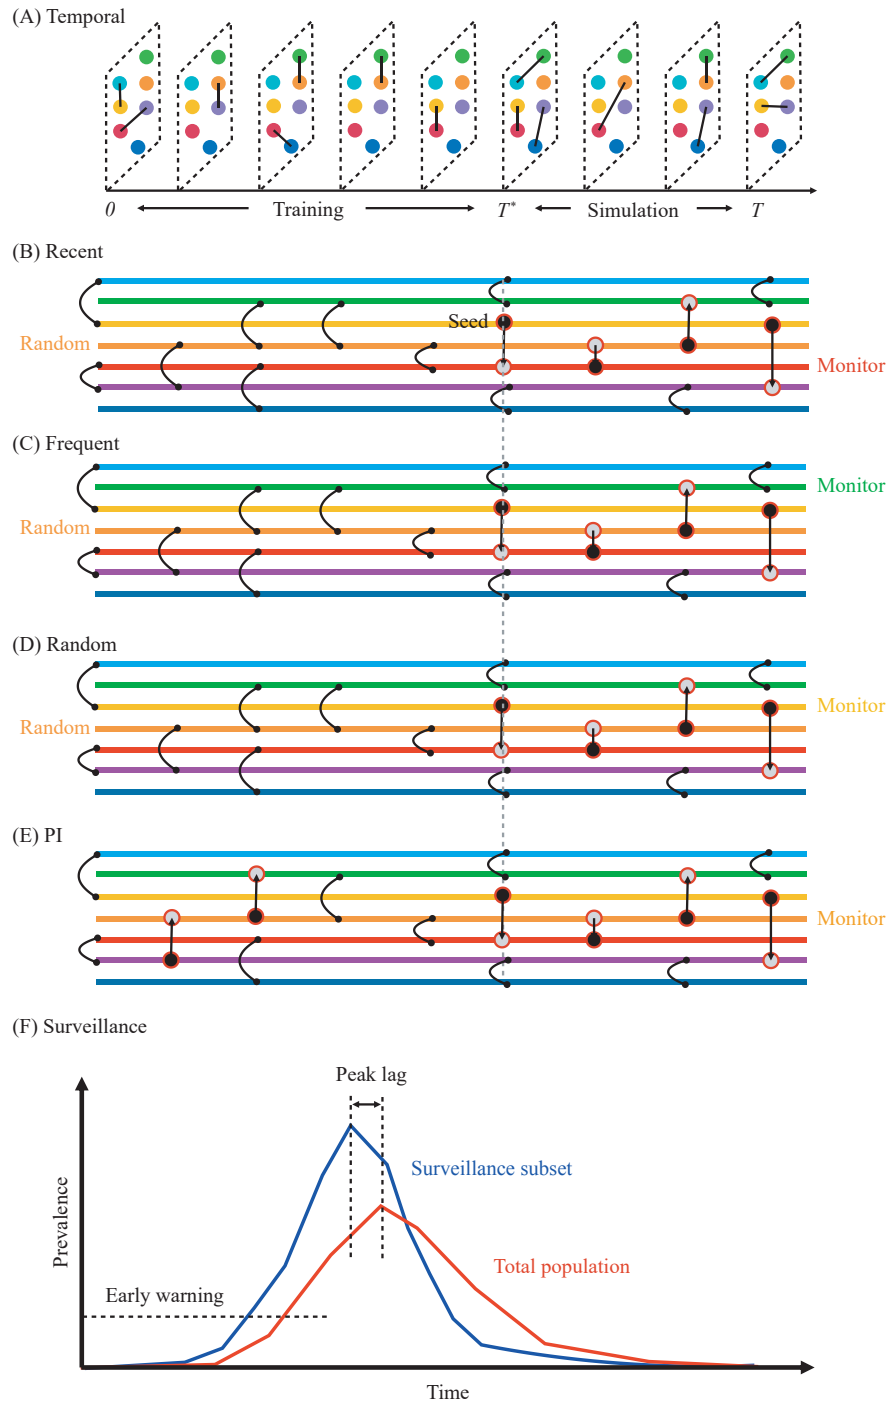 (A) Temporal
0 Training T* Simulation T
(B) Recent
Seed
Random
Monitor
(C) Frequent
Monitor
Random
(D) Random
Monitor
Random
(E) PI
Monitor
(F) Surveillance
Peak lag
Surveillance subset
Prevalence
Total population
Early warning
Time